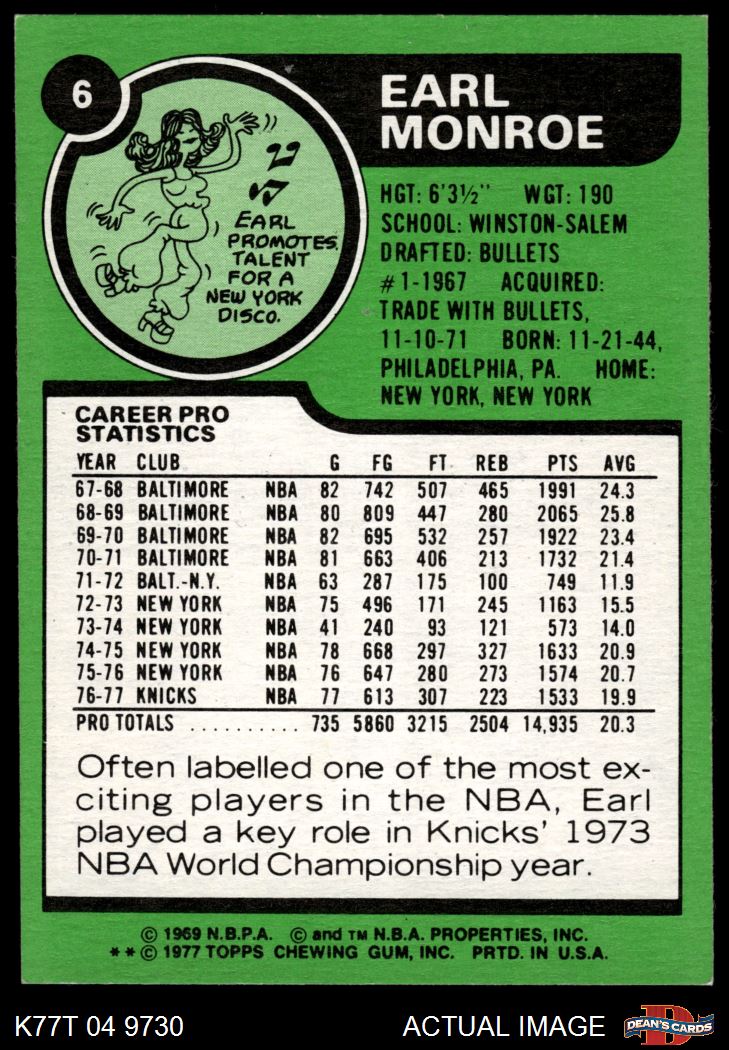 6
EARL
MONROE
EARL
PROMOTES
TALENT
FOR A
NEW YORK
DISCO.
HGT: 6'3½" WGT: 190
SCHOOL: WINSTON-SALEM
DRAFTED: BULLETS
#1-1967 ACQUIRED:
TRADE WITH BULLETS,
11-10-71 BORN: 11-21-44,
PHILADELPHIA, PA. HOME:
NEW YORK, NEW YORK
CAREER PRO
STATISTICS
YEAR CLUB G FG FT REB PTS AVG
67-68 BALTIMORE NBA 82 742 507 465 1991 24.3
68-69 BALTIMORE NBA 80 809 447 280 2065 25.8
69-70 BALTIMORE NBA 82 695 532 257 1922 23.4
70-71 BALTIMORE NBA 81 663 406 213 1732 21.4
71-72 BALT.-N.Y. NBA 63 287 175 100 749 11.9
72-73 NEW YORK NBA 75 496 171 245 1163 15.5
73-74 NEW YORK NBA 41 240 93 121 573 14.0
74-75 NEW YORK NBA 78 668 297 327 1633 20.9
75-76 NEW YORK NBA 76 647 280 273 1574 20.7
76-77 KNICKS NBA 77 613 307 223 1533 19.9
PRO TOTALS .......... 735 5860 3215 2504 14,935 20.3
Often labelled one of the most ex-
citing players in the NBA, Earl
played a key role in Knicks' 1973
NBA World Championship year.
© 1969 N.B.P.A. © and TM N.B.A. PROPERTIES, INC.
**© 1977 TOPPS CHEWING GUM, INC. PRTD. IN U.S.A.
K77T 04 9730 ACTUAL IMAGE
D
DEAN'S CARDS